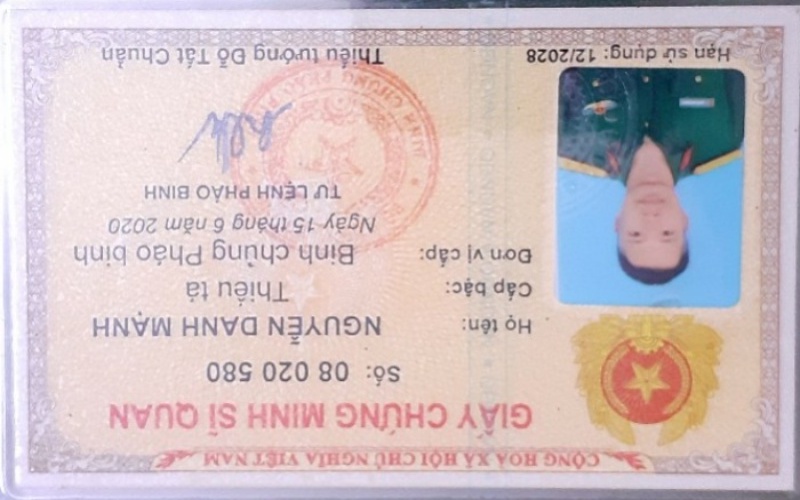 CỘNG HOÀ XÃ HỘI CHỦ NGHĨA VIỆT NAM
GIẤY CHỨNG MINH SĨ QUAN
Số: 08 020 580
Họ tên: NGUYỄN DANH MẠNH
Cấp bậc: Thiếu tá
Đơn vị cấp: Binh chủng Pháo binh
Ngày 15 tháng 6 năm 2020
TƯ LỆNH PHÁO BINH
Hạn sử dụng: 12/2028
Thiếu tướng Đỗ Tất Chuẩn